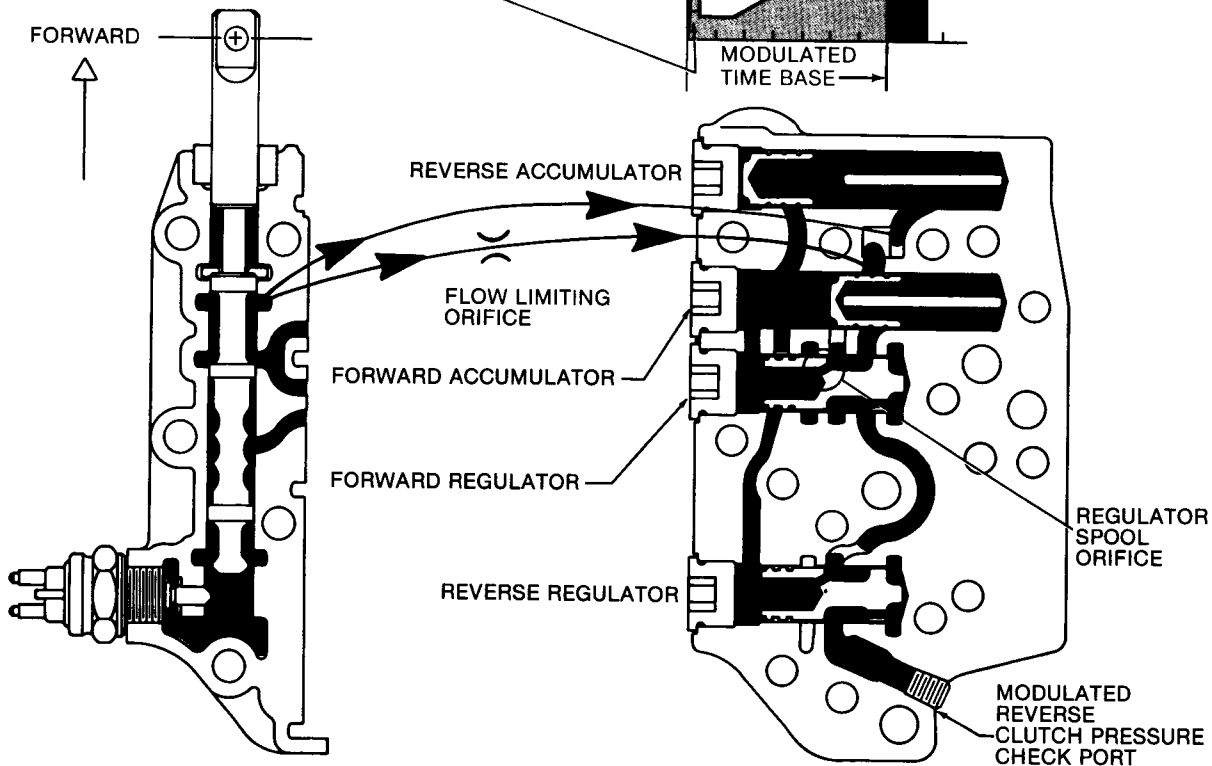 FORWARD
MODULATED
TIME BASE
REVERSE ACCUMULATOR
FLOW LIMITING
ORIFICE
FORWARD ACCUMULATOR
FORWARD REGULATOR
REGULATOR
SPOOL
ORIFICE
REVERSE REGULATOR
MODULATED
REVERSE
CLUTCH PRESSURE
CHECK PORT